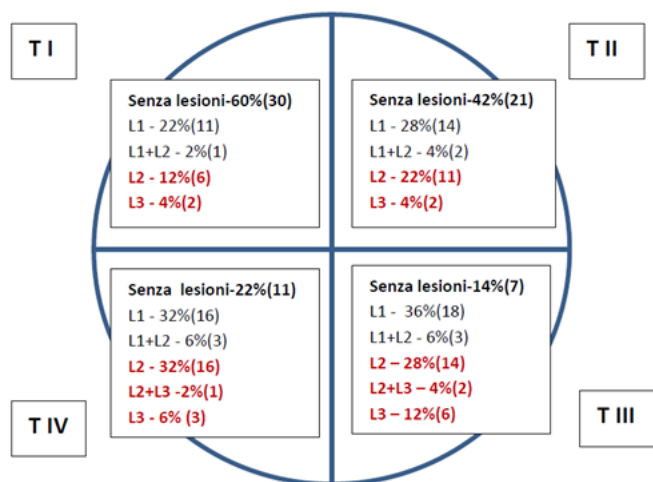 T I
T II
Senza lesioni-60%(30)
L1 - 22%(11)
L1+L2 - 2%(1)
L2 - 12%(6)
L3 - 4%(2)
Senza lesioni-42%(21)
L1 - 28%(14)
L1+L2 - 4%(2)
L2 - 22%(11)
L3 - 4%(2)
Senza lesioni-22%(11)
L1 - 32%(16)
L1+L2 - 6%(3)
L2 - 32%(16)
L2+L3 -2%(1)
L3 - 6% (3)
Senza lesioni-14%(7)
L1 - 36%(18)
L1+L2 - 6%(3)
L2 – 28%(14)
L2+L3 – 4%(2)
L3 – 12%(6)
T IV
T III